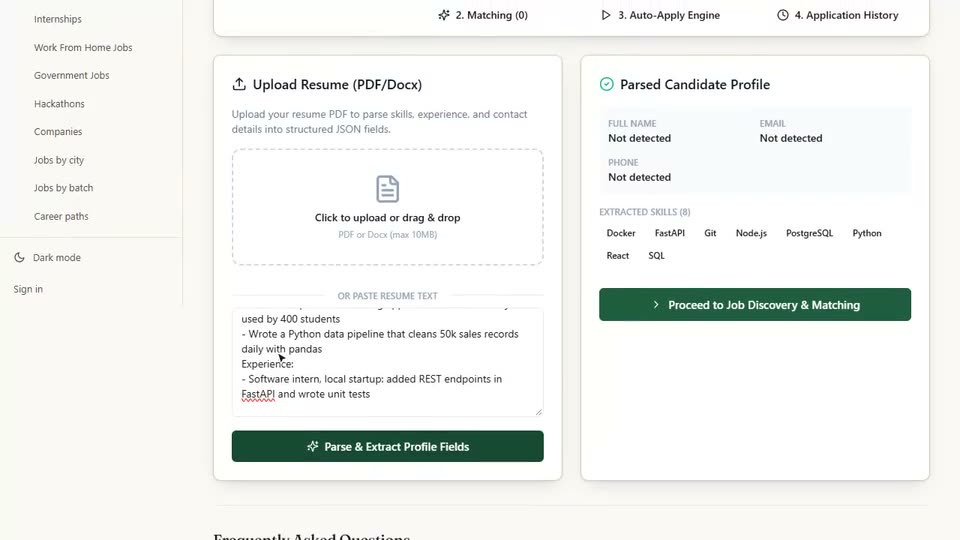 Internships
Work From Home Jobs
Government Jobs
Hackathons
Companies
Jobs by city
Jobs by batch
Career paths
Dark mode
Sign in
2. Matching (0)
3. Auto-Apply Engine
4. Application History
Upload Resume (PDF/Docx)
Upload your resume PDF to parse skills, experience, and contact
details into structured JSON fields.
Click to upload or drag & drop
PDF or Docx (max 10MB)
OR PASTE RESUME TEXT
used by 400 students
- Wrote a Python data pipeline that cleans 50k sales records
daily with pandas
Experience:
- Software intern, local startup: added REST endpoints in
FastAPI and wrote unit tests
Parse & Extract Profile Fields
Parsed Candidate Profile
FULL NAME
Not detected
EMAIL
Not detected
PHONE
Not detected
EXTRACTED SKILLS (8)
Docker FastAPI Git Node.js PostgreSQL Python
React SQL
Proceed to Job Discovery & Matching
Frequently Asked Questions